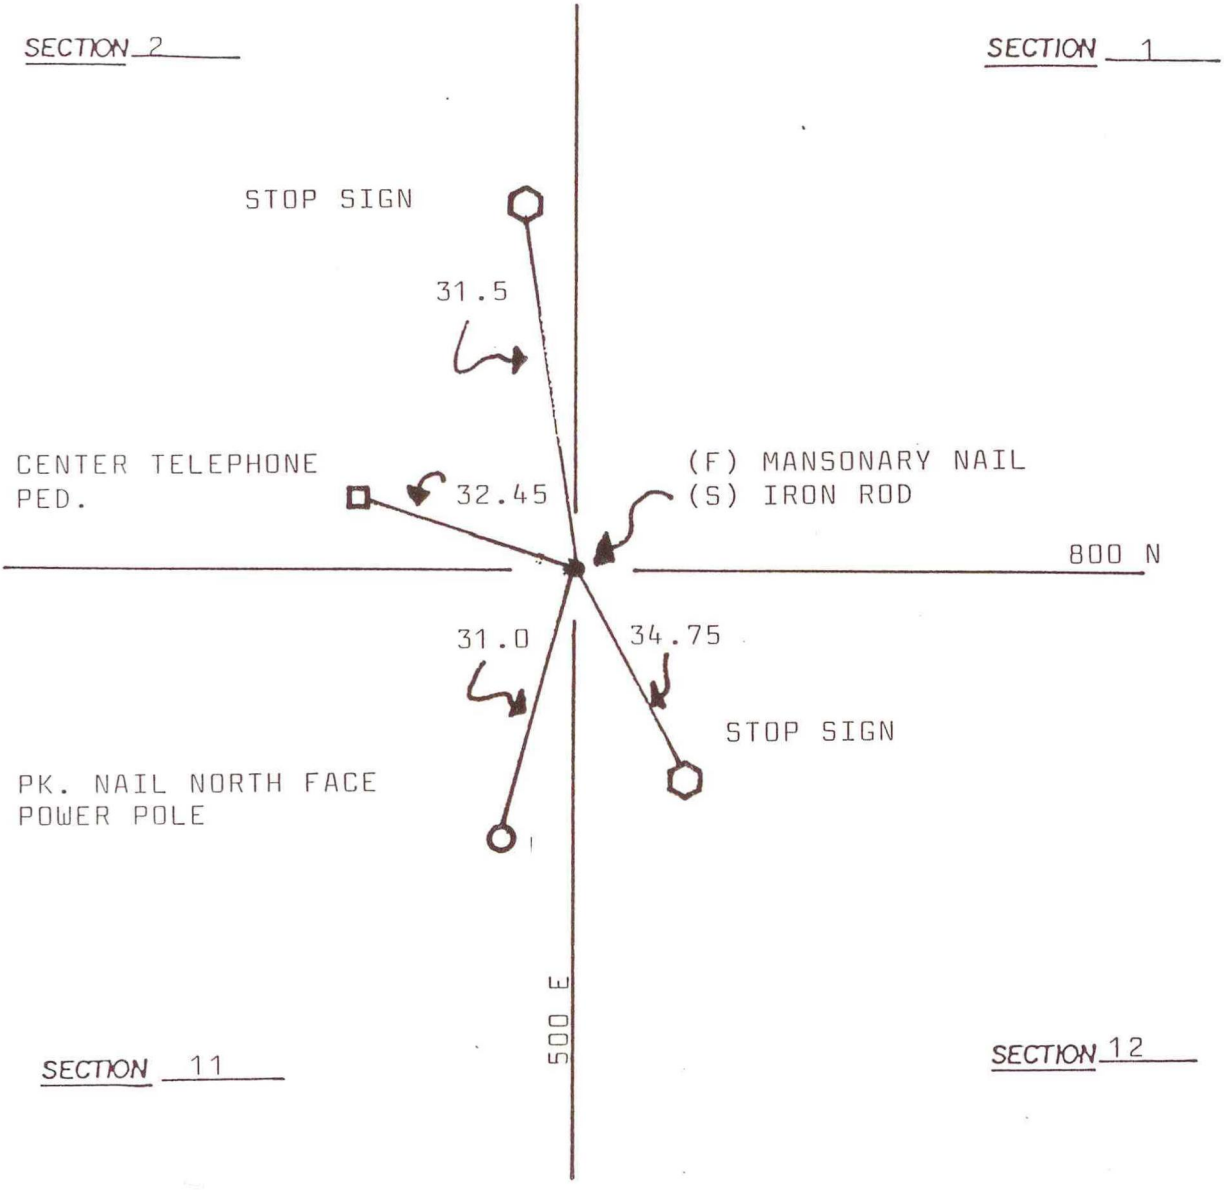 SECTION 2
SECTION 1
STOP SIGN
31.5
CENTER TELEPHONE
PED.
32.45
(F) MANSONARY NAIL
(S) IRON ROD
800 N
31.0
34.75
STOP SIGN
PK. NAIL NORTH FACE
POWER POLE
500 E
SECTION 11
SECTION 12